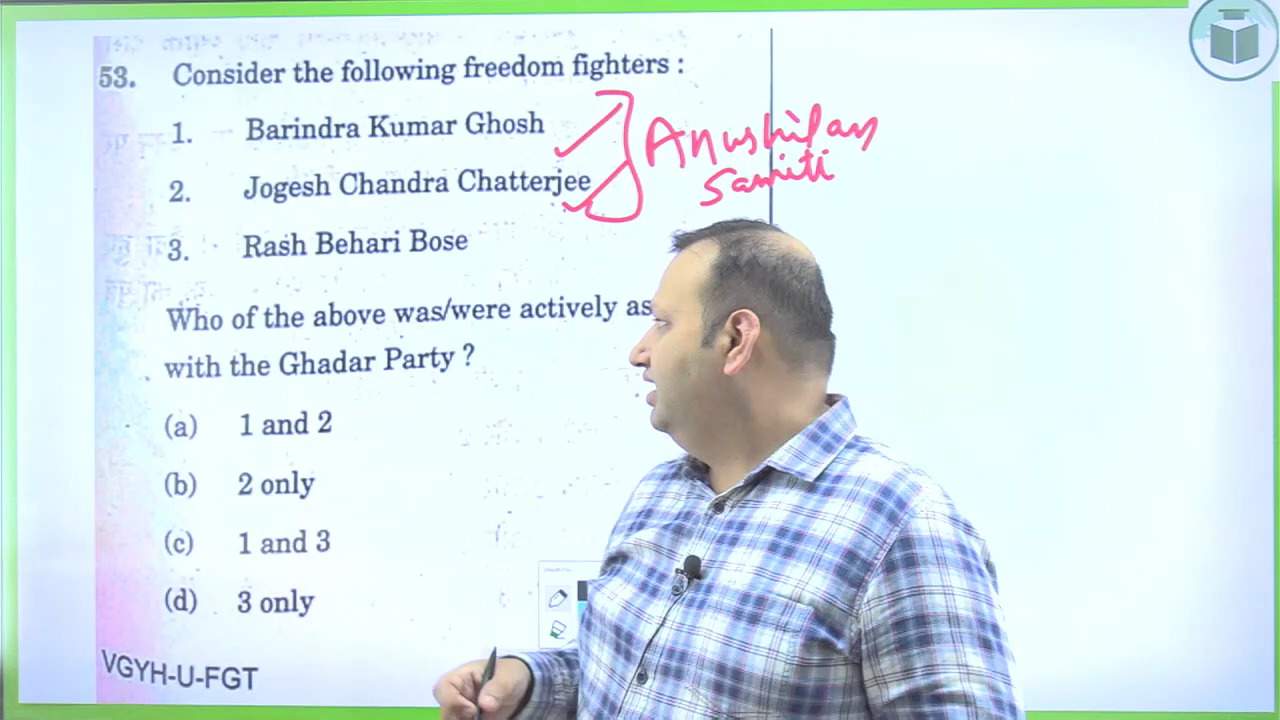 53. Consider the following freedom fighters :
1. Barindra Kumar Ghosh
2. Jogesh Chandra Chatterjee
Anushilan
Samiti
3. Rash Behari Bose
Who of the above was/were actively as
with the Ghadar Party ?
(a) 1 and 2
(b) 2 only
(c) 1 and 3
(d) 3 only
VGYH-U-FGT